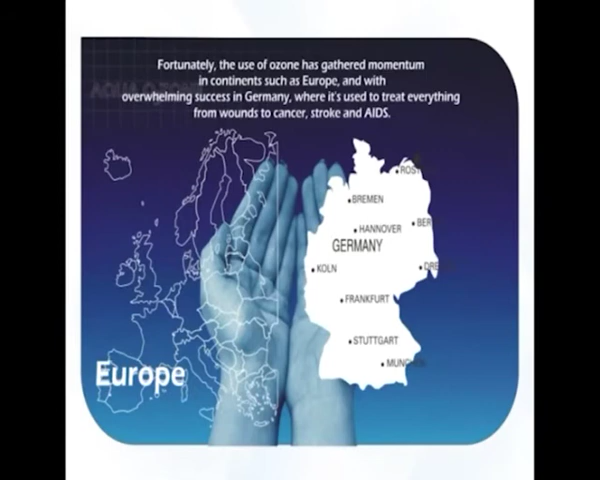 Fortunately, the use of ozone has gathered momentum
in continents such as Europe, and with
overwhelming success in Germany, where it's used to treat everything
from wounds to cancer, stroke and AIDS.
BREMEN
HANNOVER
BER
GERMANY
KOLN
FRANKFURT
STUTTGART
Europe